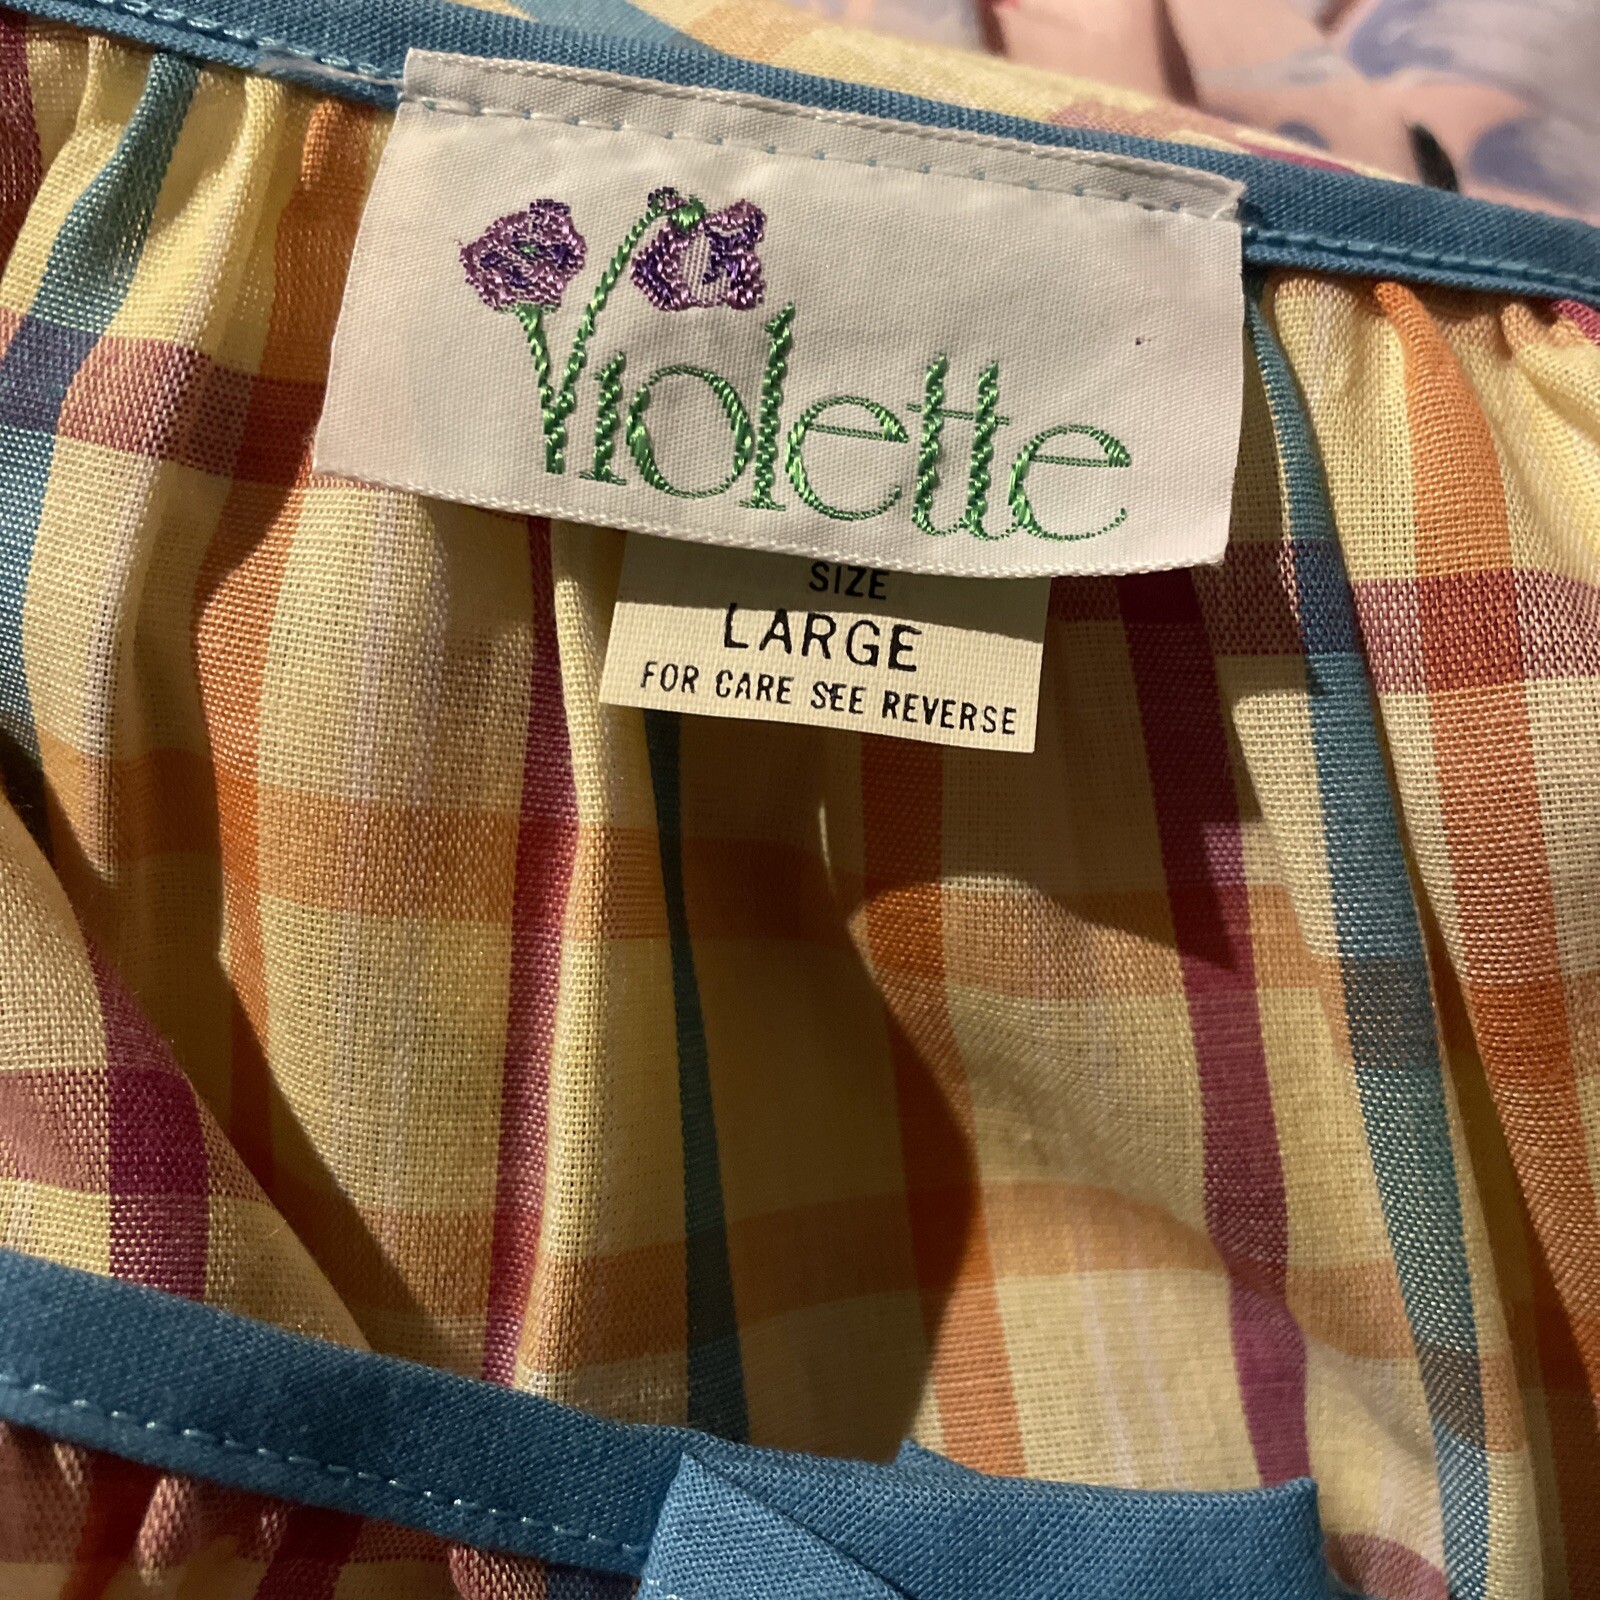 Violette
SIZE
LARGE
FOR CARE SEE REVERSE